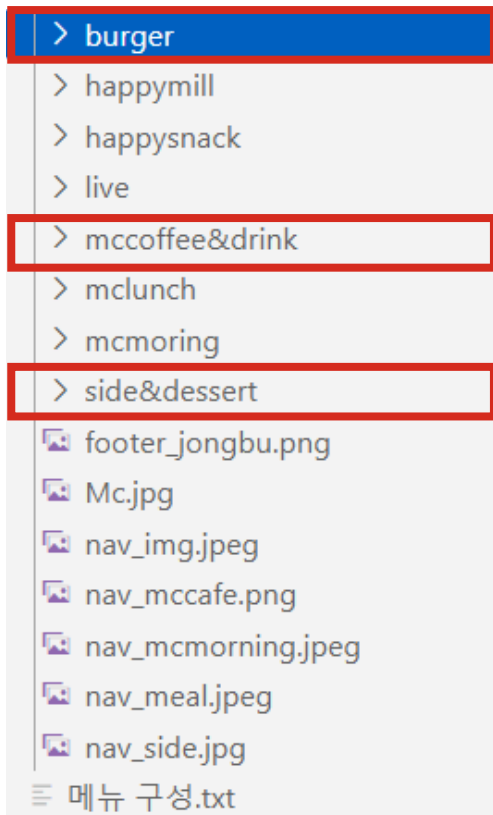 burger
happymill
happysnack
live
mccoffee&drink
mclunch
mcmoring
side&dessert
footer_jongbu.png
Mc.jpg
nav_img.jpeg
nav_mccafe.png
nav_mcmorning.jpeg
nav_meal.jpeg
nav_side.jpg
메뉴 구성.txt